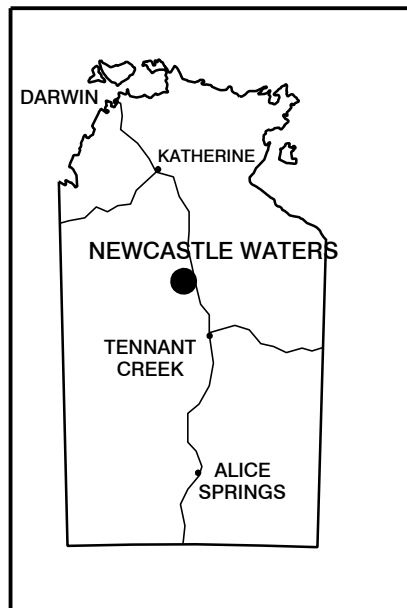 DARWIN
KATHERINE
NEWCASTLE WATERS
TENNANT
CREEK
ALICE
SPRINGS